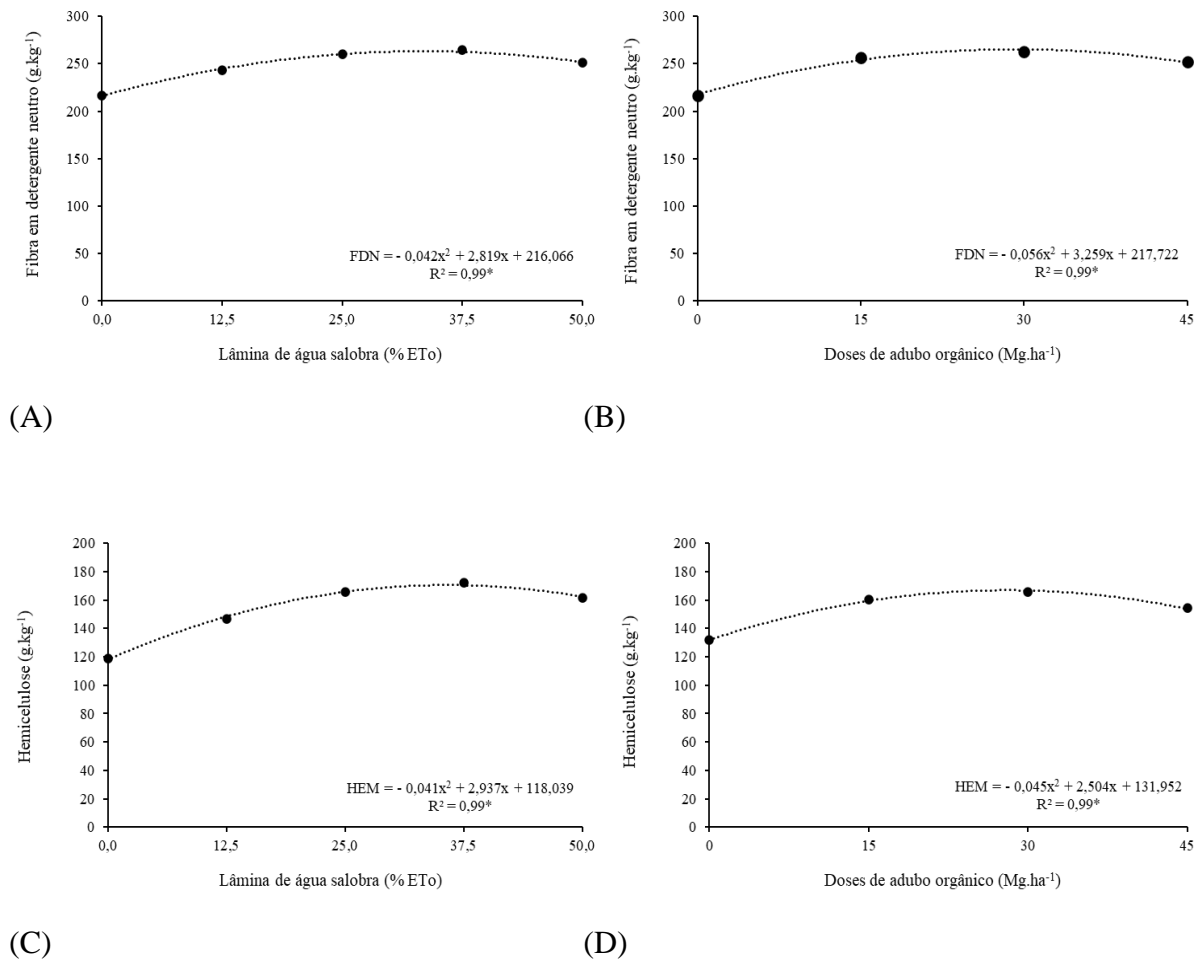 Fibra em detergente neutro (g.kg⁻¹)
300
250
200
150
100
50
0
FDN = - 0,042x² + 2,819x + 216,066
R² = 0,99*
0,0 12,5 25,0 37,5 50,0
Lâmina de água salobra (% ETo)
(A)
Fibra em detergente neutro (g.kg⁻¹)
300
250
200
150
100
50
0
FDN = - 0,056x² + 3,259x + 217,722
R² = 0,99*
0 15 30 45
Doses de adubo orgânico (Mg.ha⁻¹)
(B)
Hemicelulose (g.kg⁻¹)
200
180
160
140
120
100
80
60
40
20
0
HEM = - 0,041x² + 2,937x + 118,039
R² = 0,99*
0,0 12,5 25,0 37,5 50,0
Lâmina de água salobra (% ETo)
(C)
Hemicelulose (g.kg⁻¹)
200
180
160
140
120
100
80
60
40
20
0
HEM = - 0,045x² + 2,504x + 131,952
R² = 0,99*
0 15 30 45
Doses de adubo orgânico (Mg.ha⁻¹)
(D)